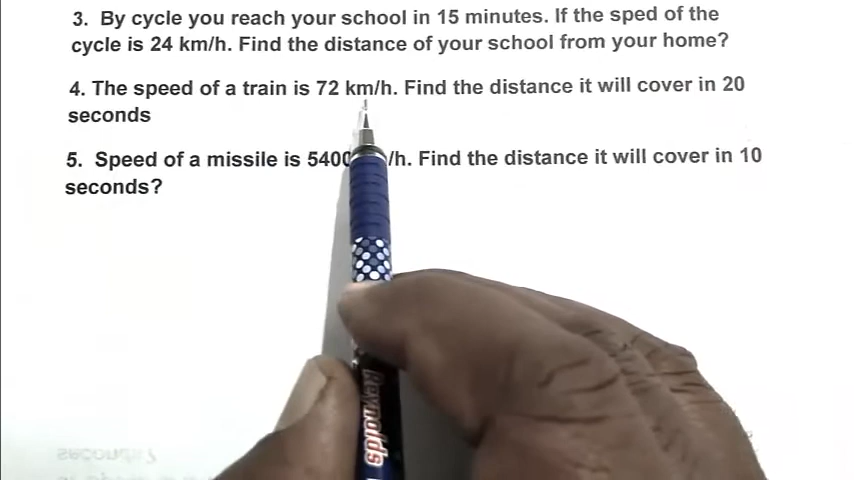 3. By cycle you reach your school in 15 minutes. If the sped of the
cycle is 24 km/h. Find the distance of your school from your home?
4. The speed of a train is 72 km/h. Find the distance it will cover in 20
seconds
5. Speed of a missile is 5400 /h. Find the distance it will cover in 10
seconds?
Reynolds